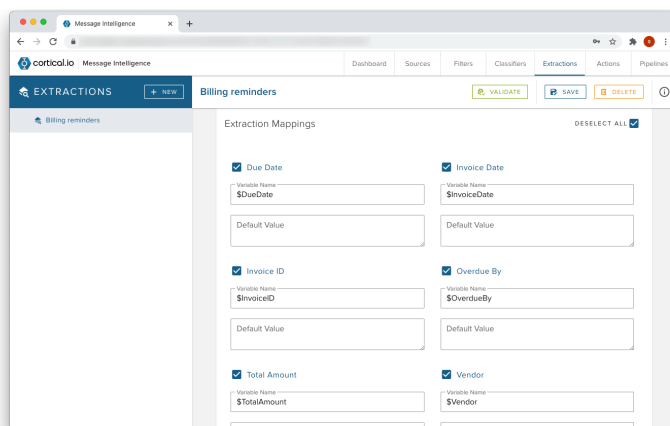 Message Intelligence
cortical.io Message Intelligence
Dashboard Sources Filters Classifiers Extractions Actions Pipelines
EXTRACTIONS + NEW Billing reminders VALIDATE SAVE DELETE
Billing reminders
Extraction Mappings DESELECT ALL
Due Date Invoice Date
Variable Name Variable Name
$DueDate $InvoiceDate
Default Value Default Value
Invoice ID Overdue By
Variable Name Variable Name
$InvoiceID $OverdueBy
Default Value Default Value
Total Amount Vendor
Variable Name Variable Name
$TotalAmount $Vendor